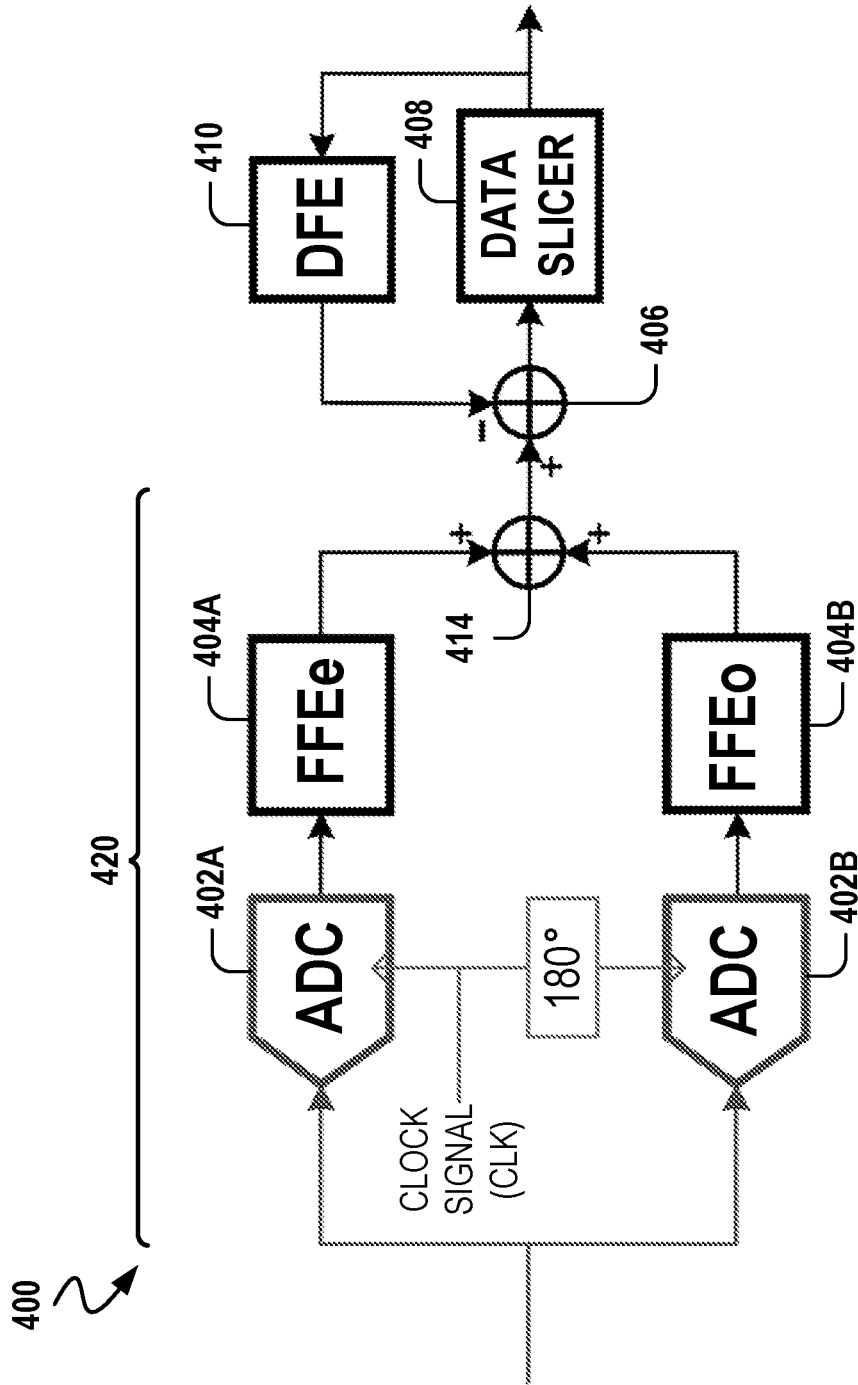 400
420
402A
ADC
404A
FFEe
410
DFE
CLOCK
SIGNAL
(CLK)
180°
414
+
+
+
−
406
408
DATA
SLICER
ADC
402B
FFEo
404B